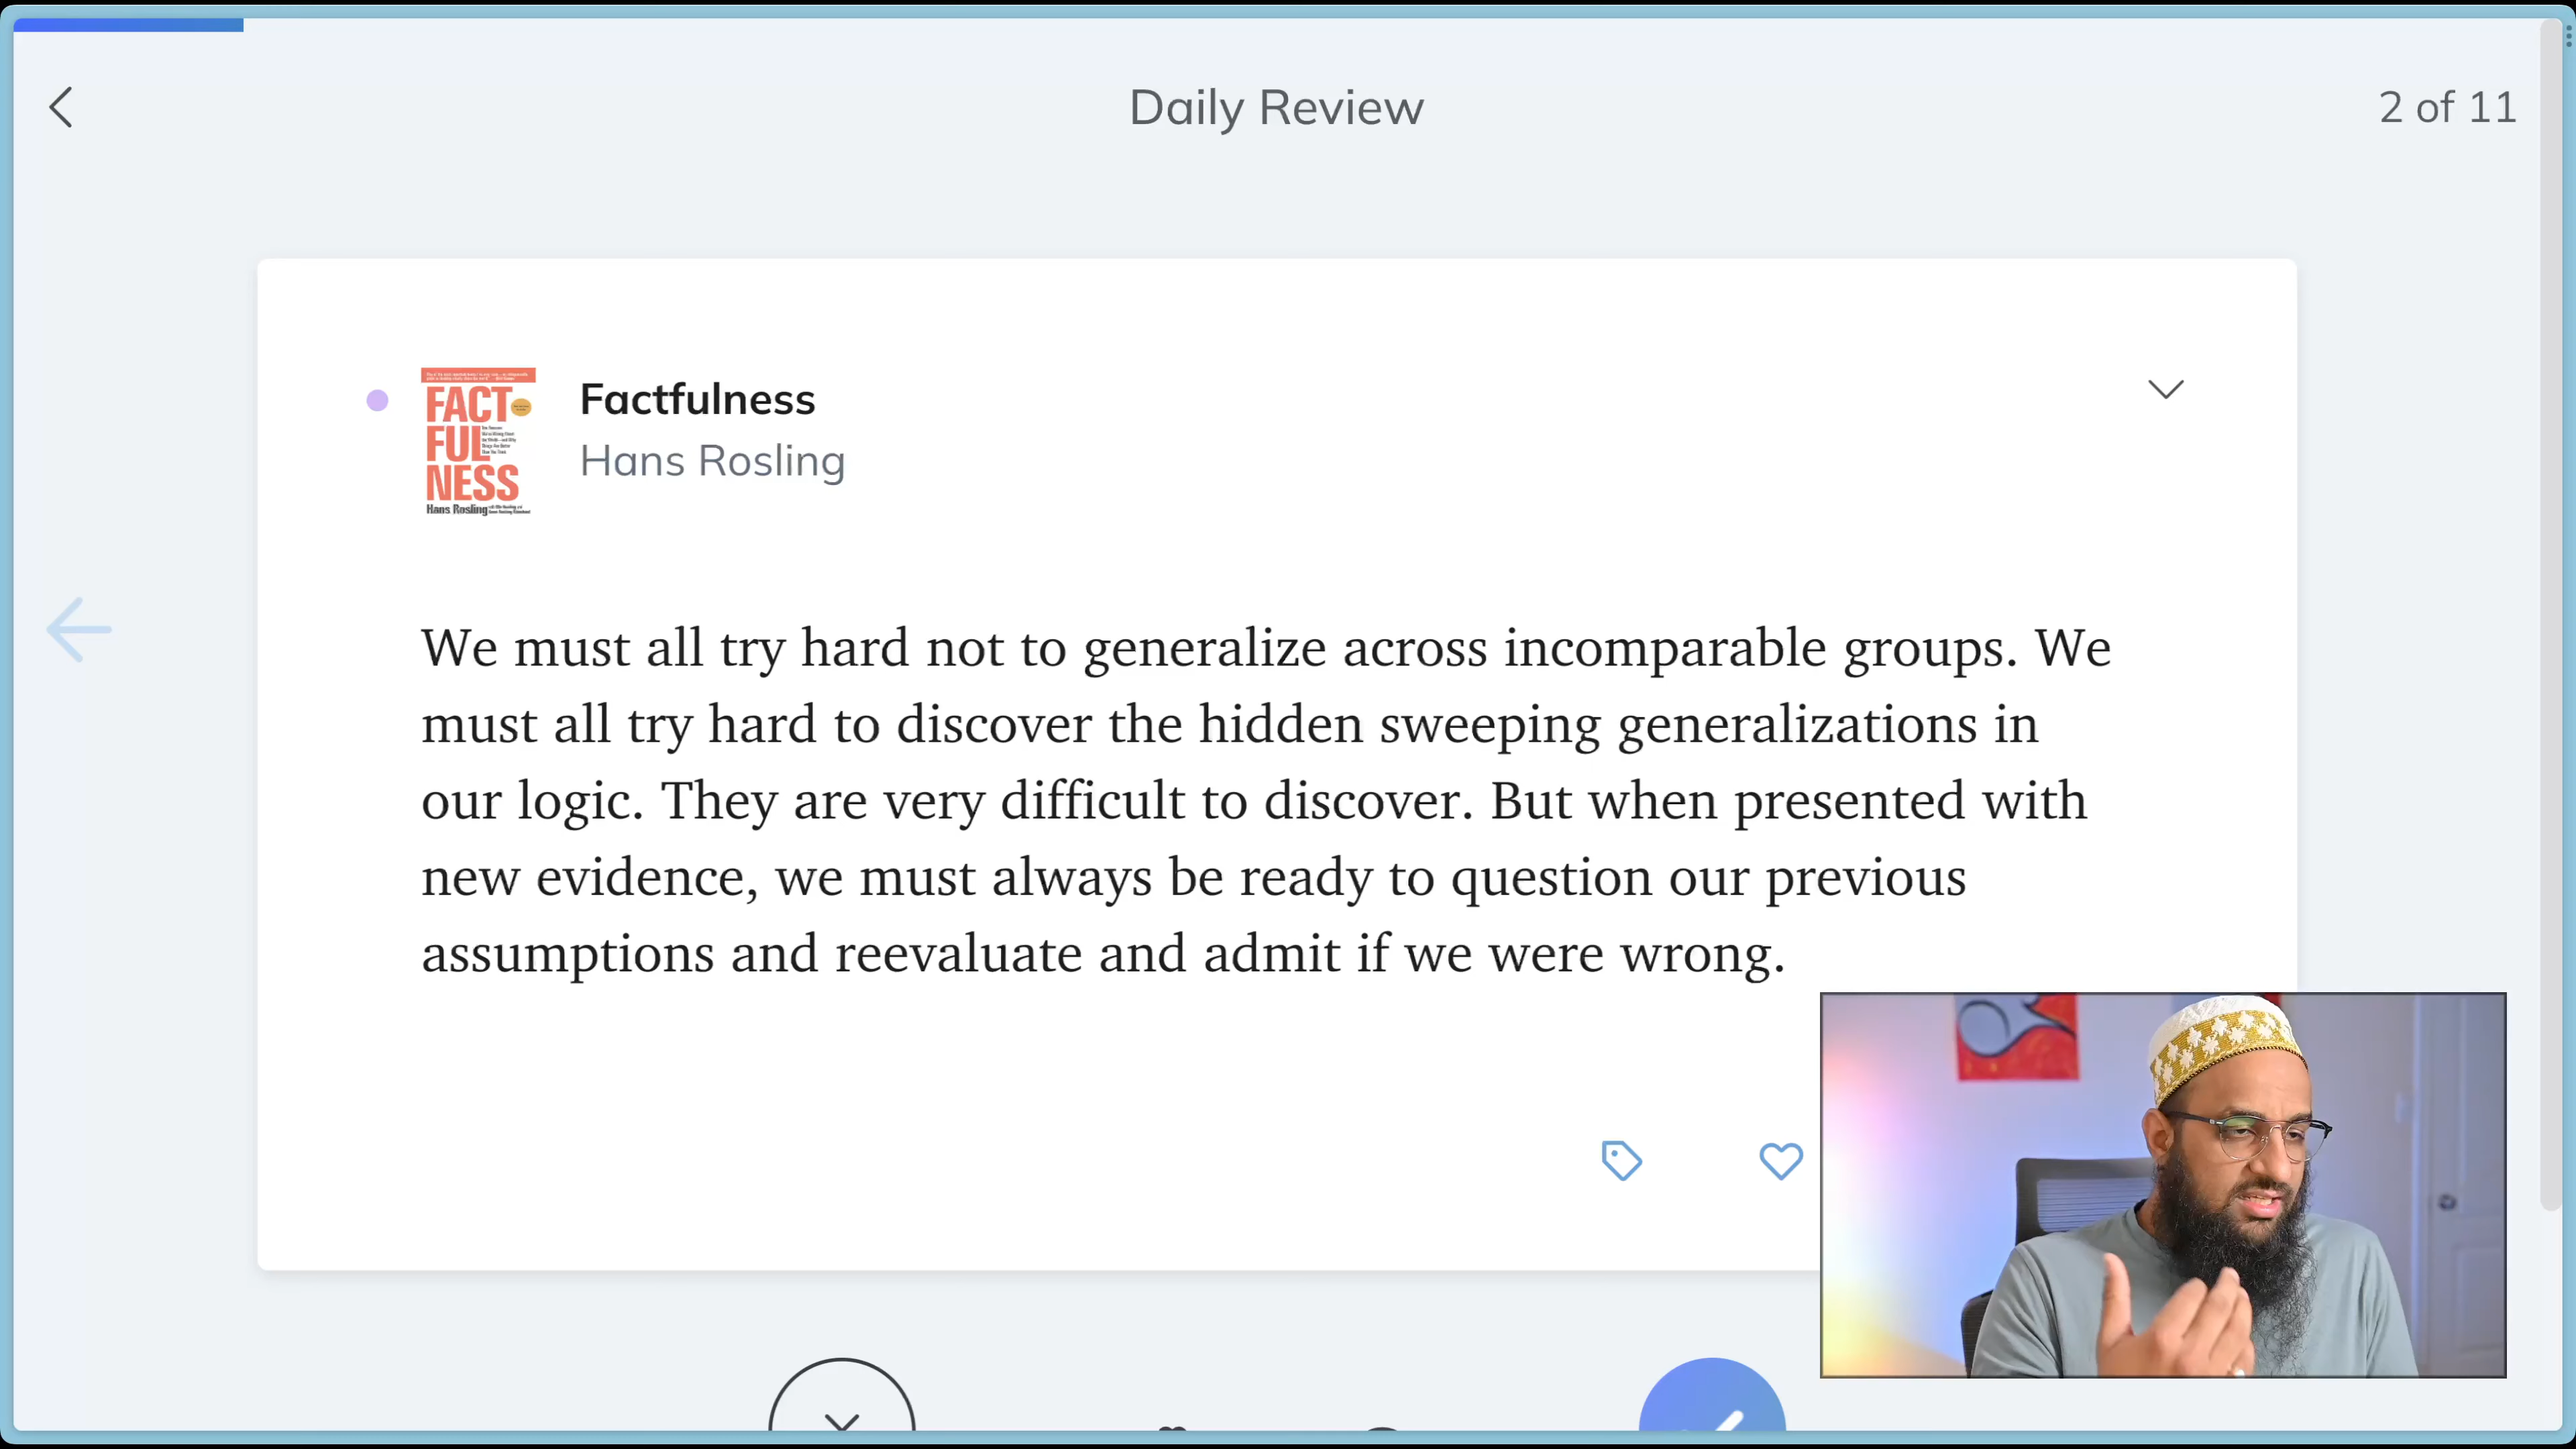 Daily Review
2 of 11
FACT
FUL
NESS
Hans Rosling
Factfulness
Hans Rosling
We must all try hard not to generalize across incomparable groups. We
must all try hard to discover the hidden sweeping generalizations in
our logic. They are very difficult to discover. But when presented with
new evidence, we must always be ready to question our previous
assumptions and reevaluate and admit if we were wrong.